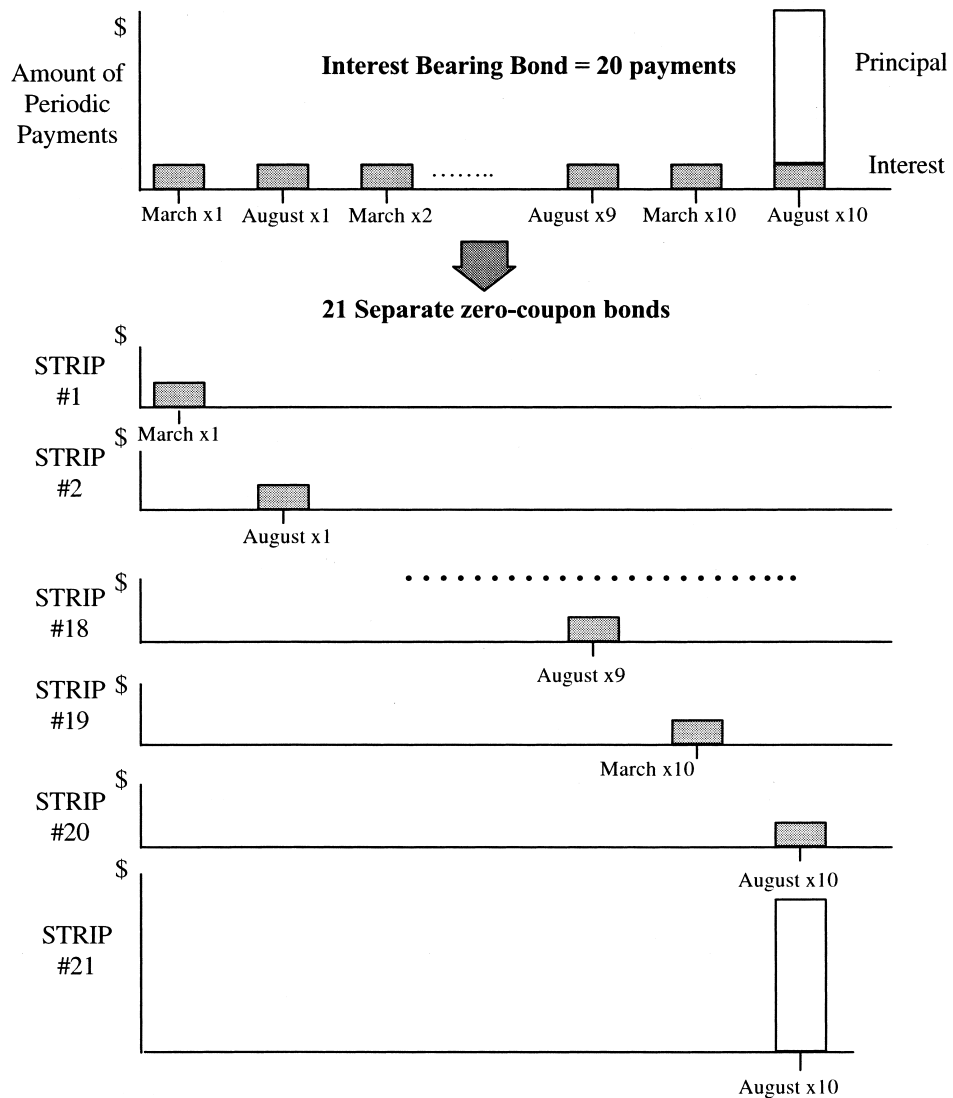 $
Amount of
Periodic
Payments
Interest Bearing Bond = 20 payments
Principal
Interest
........
March x1
August x1
March x2
August x9
March x10
August x10
21 Separate zero-coupon bonds
$
STRIP
#1
March x1
$
STRIP
#2
August x1
$
STRIP
#18
August x9
$
STRIP
#19
March x10
$
STRIP
#20
August x10
$
STRIP
#21
August x10